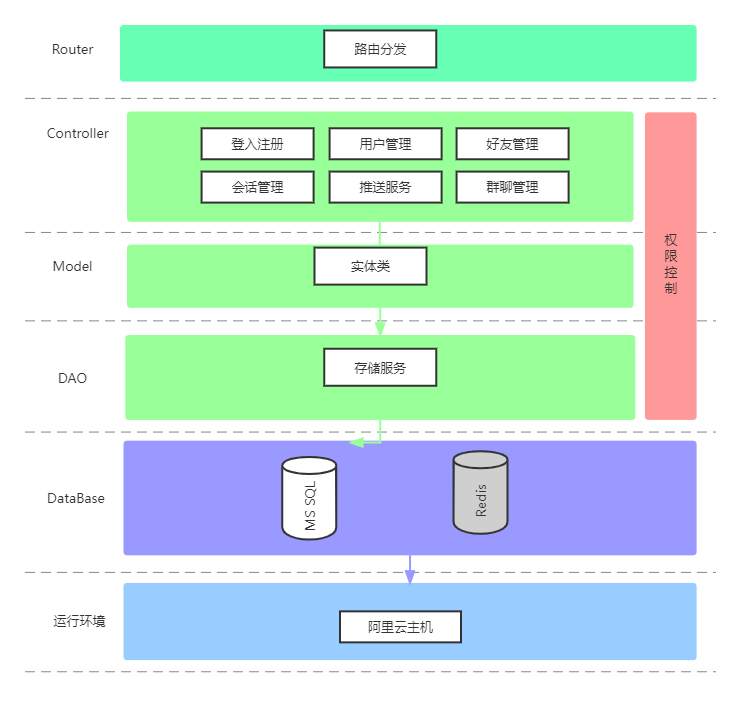 Router
路由分发
Controller
登入注册
用户管理
好友管理
会话管理
推送服务
群聊管理
权
限
控
制
Model
实体类
DAO
存储服务
DataBase
MS SQL
Redis
运行环境
阿里云主机